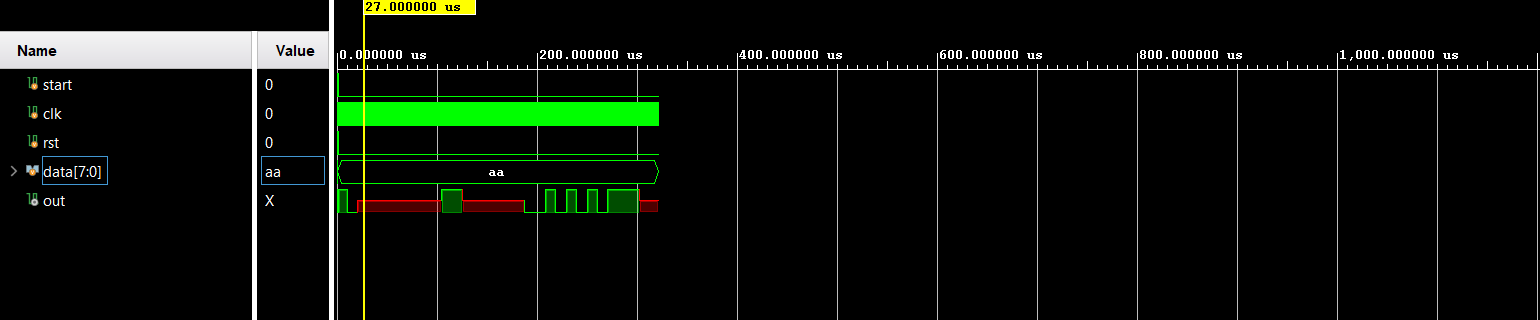 27.000000 us
Name Value
0.000000 us 200.000000 us 400.000000 us 600.000000 us 800.000000 us 1,000.000000 us
start 0
clk 0
rst 0
data[7:0] aa aa
out X